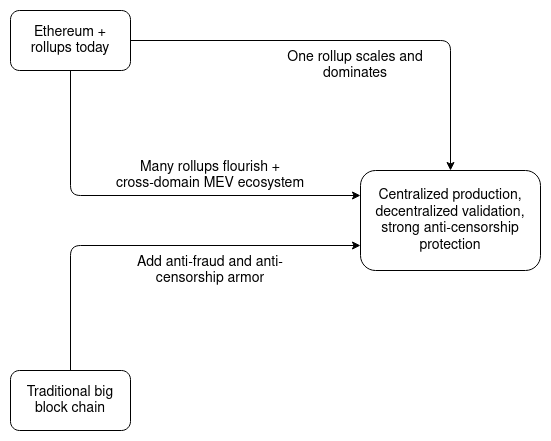 Ethereum +
rollups today
One rollup scales and
dominates
Many rollups flourish +
cross-domain MEV ecosystem
Centralized production,
decentralized validation,
strong anti-censorship
protection
Add anti-fraud and anti-
censorship armor
Traditional big
block chain